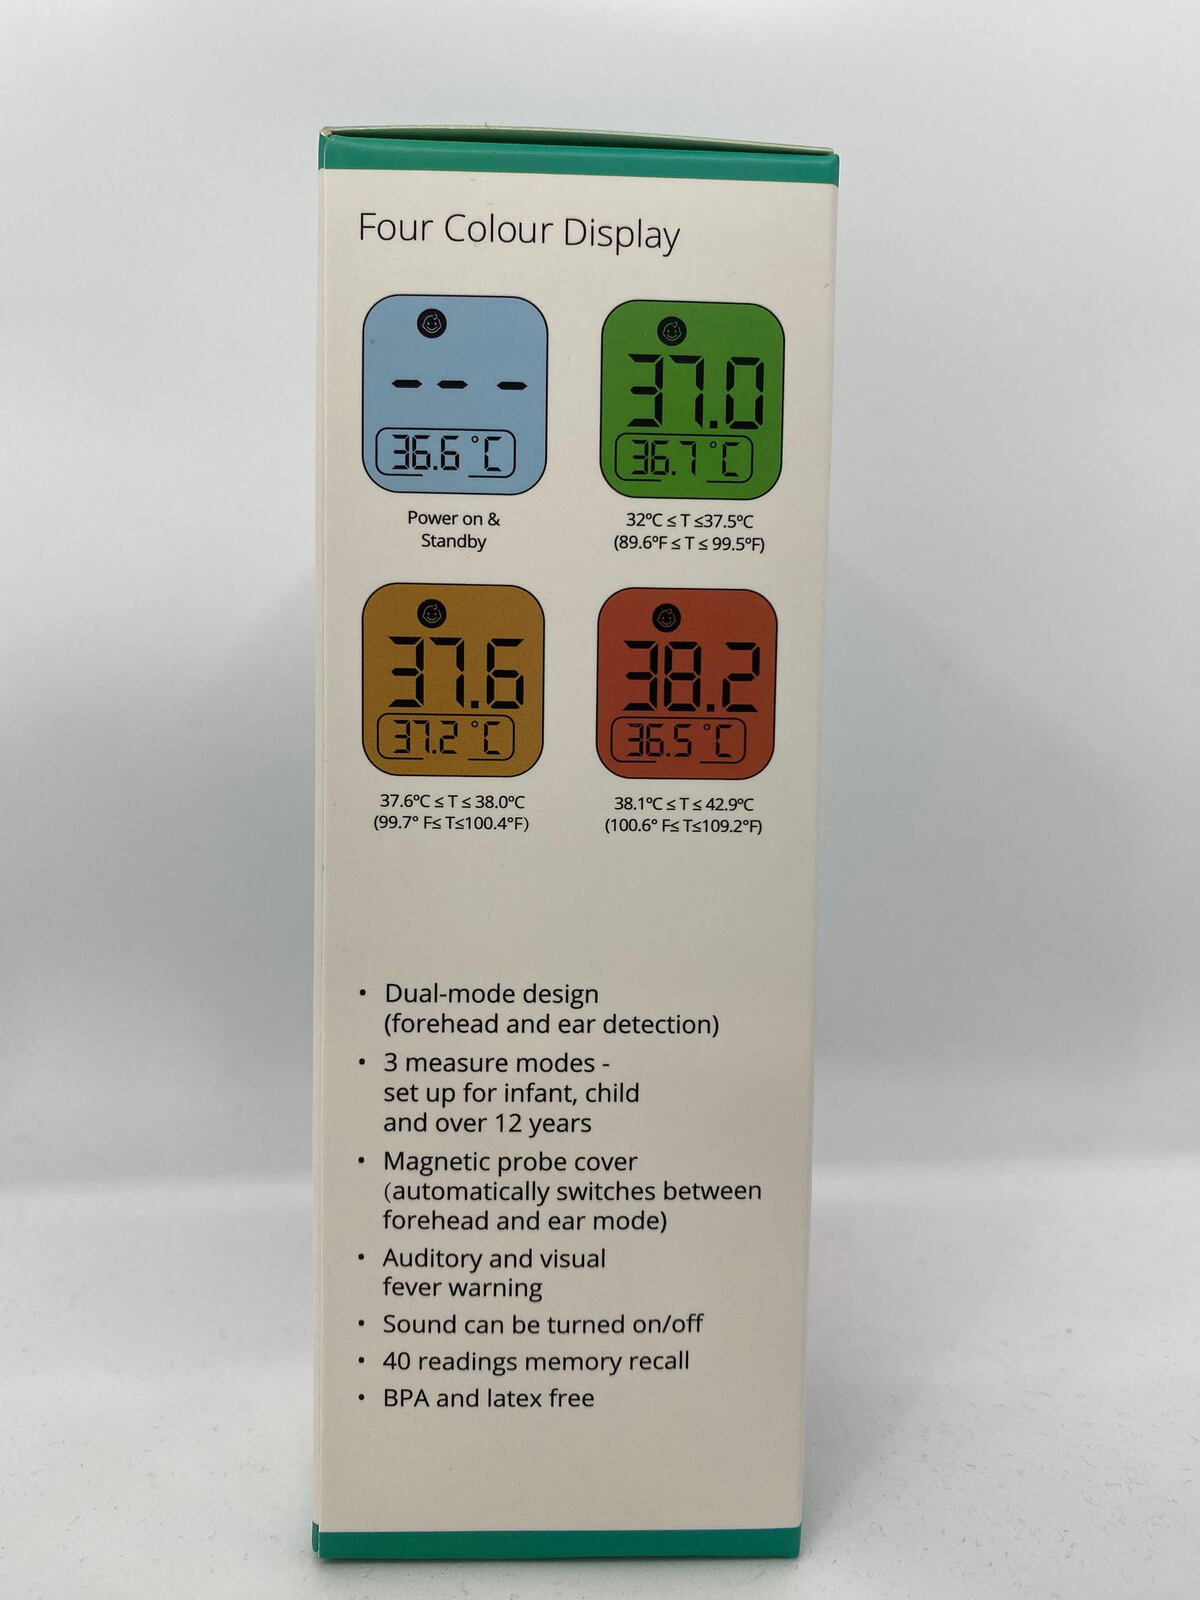 Four Colour Display
--- 
36.6 °C
37.0
36.7 °C
Power on &
Standby
32°C ≤ T ≤37.5°C
(89.6°F ≤ T ≤ 99.5°F)
37.6
37.2 °C
38.2
36.5 °C
37.6°C ≤ T ≤ 38.0°C
(99.7° F≤ T≤100.4°F)
38.1°C ≤ T ≤ 42.9°C
(100.6° F≤ T≤109.2°F)
• Dual-mode design
(forehead and ear detection)
• 3 measure modes -
set up for infant, child
and over 12 years
• Magnetic probe cover
(automatically switches between
forehead and ear mode)
• Auditory and visual
fever warning
• Sound can be turned on/off
• 40 readings memory recall
• BPA and latex free